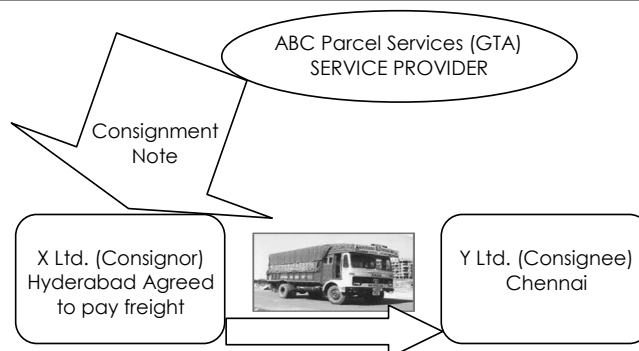 ABC Parcel Services (GTA)
SERVICE PROVIDER
Consignment
Note
X Ltd. (Consignor)
Hyderabad Agreed
to pay freight
Y Ltd. (Consignee)
Chennai